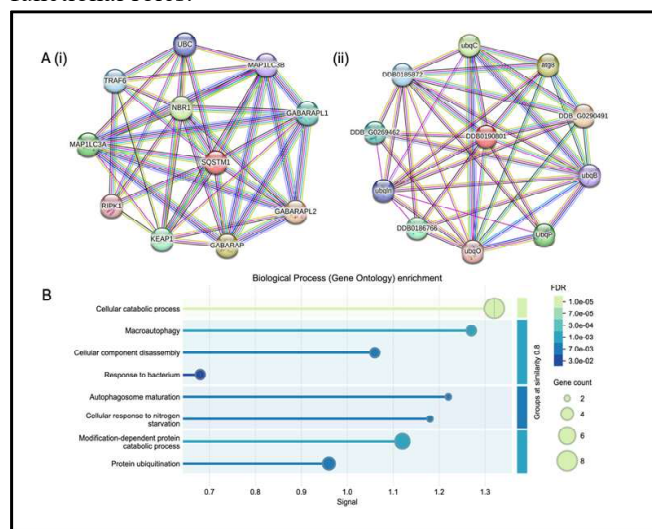 A (i)
(ii)
UBC
MAP1LC3B
TRAF6
NBR1
GABARAPL1
MAP1LC3A
SQSTM1
RIPK1
GABARAPL2
KEAP1
GABARAP
ubqC
atg8
DDB0185872
DDB_G0290491
DDB_G0269462
DDB0190601
ubqB
ubqH
UbqP
DDB0186766
ubqO
B
Biological Process (Gene Ontology) enrichment
Cellular catabolic process
Macroautophagy
Cellular component disassembly
Response to bacterium
Autophagosome maturation
Cellular response to nitrogen
starvation
Modification-dependent protein
catabolic process
Protein ubiquitination
0.7 0.8 0.9 1.0 1.1 1.2 1.3
Signal
Groups at similarity 0.8
FDR
1.0e-05
7.0e-05
3.0e-04
1.0e-03
7.0e-03
3.0e-02
Gene count
2
4
6
8